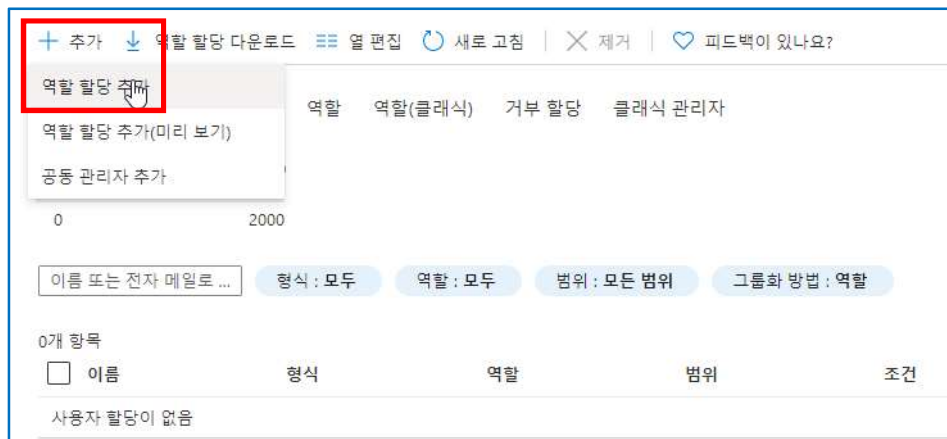 추가 역할 할당 다운로드 열 편집 새로 고침 제거 피드백이 있나요?
역할 할당 추가
역할 역할(클래식) 거부 할당 클래식 관리자
역할 할당 추가(미리 보기)
공동 관리자 추가
0 2000
이름 또는 전자 메일로 ... 형식 : 모두 역할 : 모두 범위 : 모든 범위 그룹화 방법 : 역할
0개 항목
이름 형식 역할 범위 조건
사용자 할당이 없음